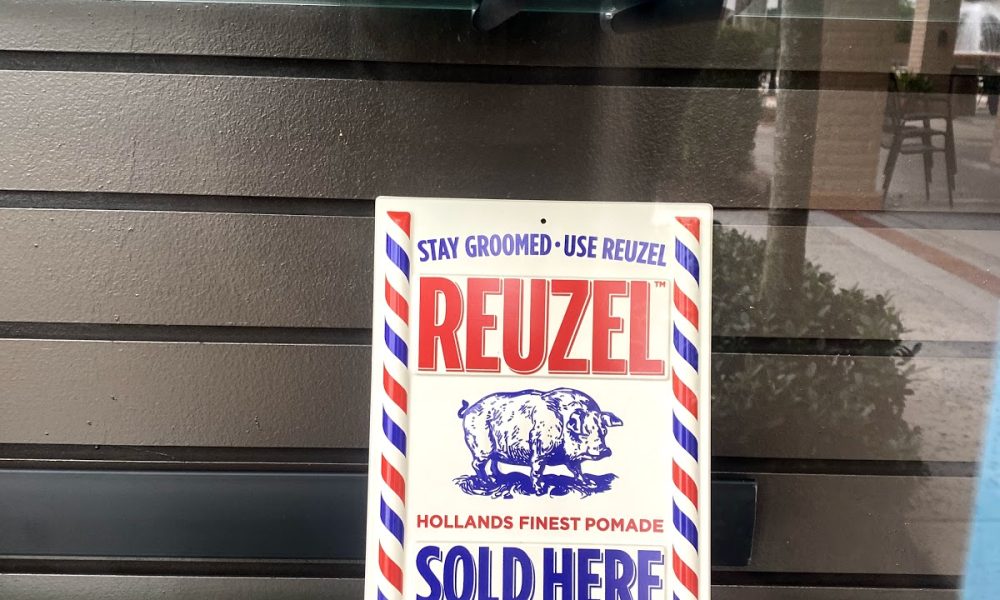 STAY GROOMED · USE REUZEL
REUZEL™
HOLLANDS FINEST POMADE
SOLD HERE